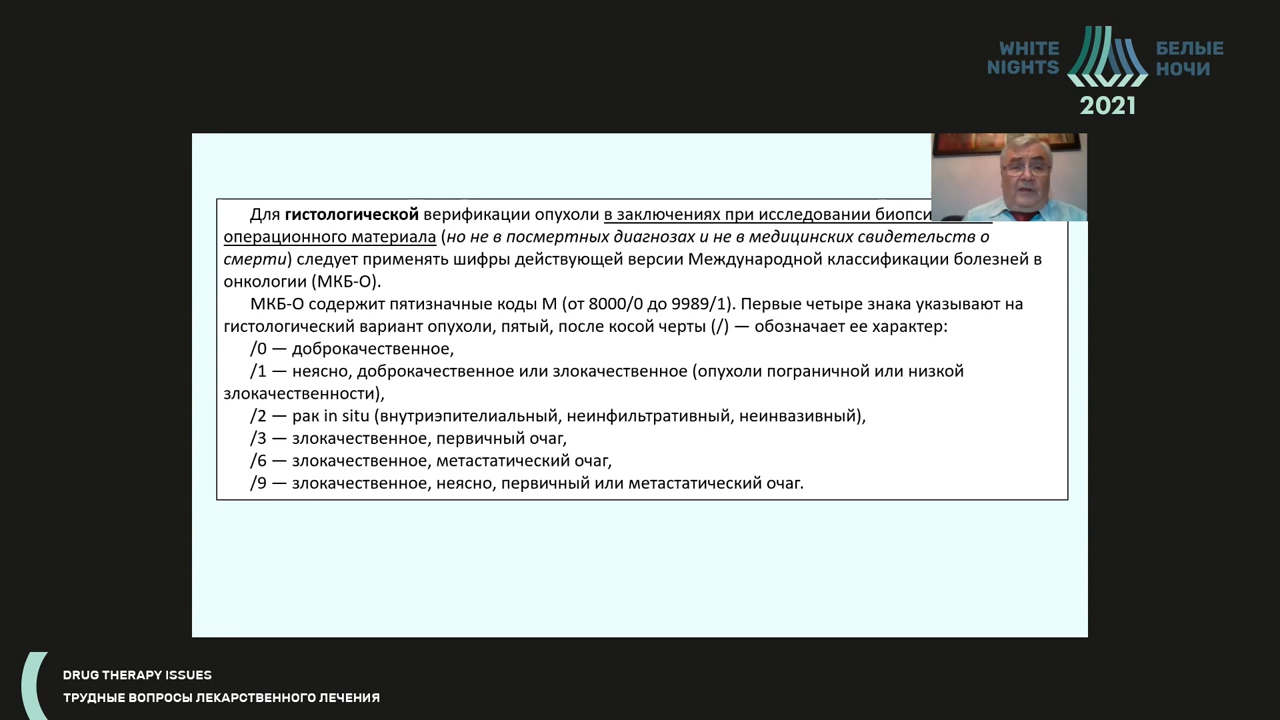 WHITE NIGHTS
БЕЛЫЕ НОЧИ
2021
Для гистологической верификации опухоли в заключениях при исследовании
операционного материала (но не в посмертных диагнозах и не в медицинских свидетельств о
смерти) следует применять шифры действующей версии Международной классификации болезней в
онкологии (МКБ-О).
МКБ-О содержит пятизначные коды М (от 8000/0 до 9989/1). Первые четыре знака указывают на
гистологический вариант опухоли, пятый, после косой черты (/) — обозначает ее характер:
/0 — доброкачественное,
/1 — неясно, доброкачественное или злокачественное (опухоли пограничной или низкой
злокачественности),
/2 — рак in situ (внутриэпителиальный, неинфильтративный, неинвазивный),
/3 — злокачественное, первичный очаг,
/6 — злокачественное, метастатический очаг,
/9 — злокачественное, неясно, первичный или метастатический очаг.
DRUG THERAPY ISSUES
ТРУДНЫЕ ВОПРОСЫ ЛЕКАРСТВЕННОГО ЛЕЧЕНИЯ